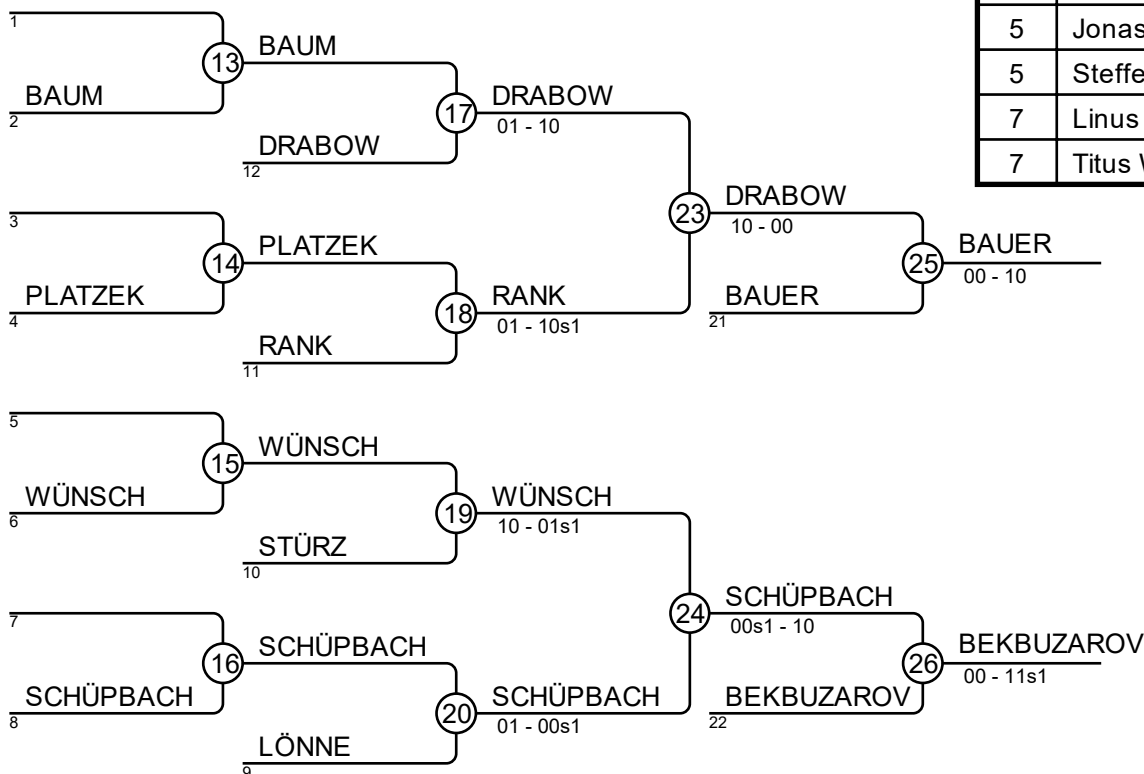 1
13
BAUM
BAUM
2
17
DRABOW
01 - 10
DRABOW
12
3
14
PLATZEK
PLATZEK
4
18
RANK
01 - 10s1
RANK
11
23
DRABOW
10 - 00
BAUER
21
25
BAUER
00 - 10
5
15
WÜNSCH
WÜNSCH
6
19
WÜNSCH
10 - 01s1
STÜRZ
10
7
16
SCHÜPBACH
SCHÜPBACH
8
20
SCHÜPBACH
01 - 00s1
LÖNNE
9
24
SCHÜPBACH
00s1 - 10
BEKBUZAROV
22
26
BEKBUZAROV
00 - 11s1
5 Jonas
5 Steffe
7 Linus
7 Titus